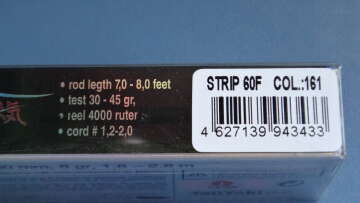 気
• rod legth 7,0 - 8,0 feet
• test 30 - 45 gr,
• reel 4000 ruter
• cord # 1,2-2,0
STRIP 60F COL.:161
4 627139 943433